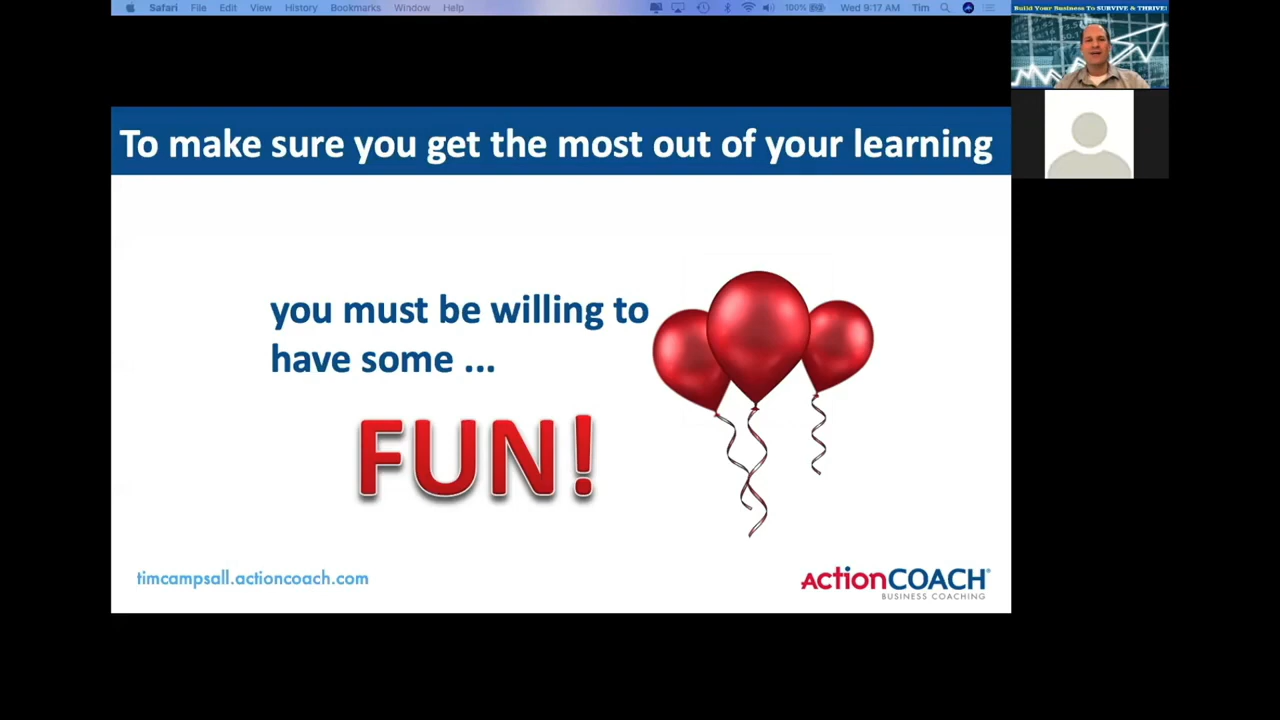 Safari File Edit View History Bookmarks Window Help 100% Wed 9:17 AM Tim
Build Your Business To SURVIVE & THRIVE!
To make sure you get the most out of your learning
you must be willing to
have some ...
FUN!
timcampsall.actioncoach.com
ActionCOACH®
BUSINESS COACHING